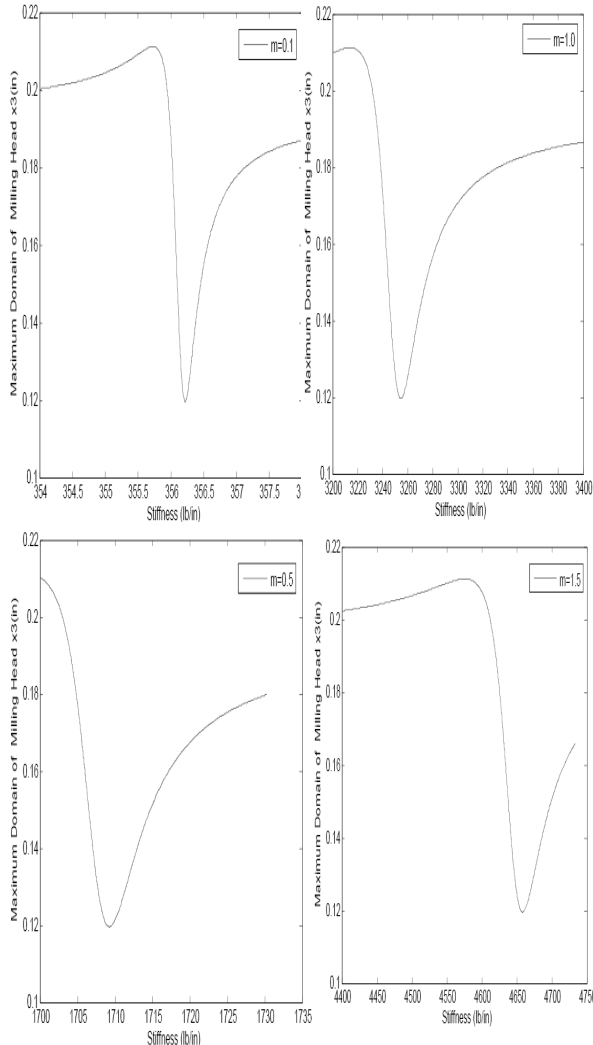 0.22
0.2
0.18
0.16
0.14
0.12
0.1
Maximum Domain of Milling Head x3(in)
m=0.1
354 354.5 355 355.5 356 356.5 357 357.5 3
Stiffness (lb/in)
0.22
0.2
0.18
0.16
0.14
0.12
0.1
Maximum Domain of Milling Head x3(in)
m=1.0
3200 3220 3240 3260 3280 3300 3320 3340 3360 3380 3400
Stiffness (lb/in)
0.22
0.2
0.18
0.16
0.14
0.12
0.1
Maximum Domain of Milling Head x3(in)
m=0.5
1700 1705 1710 1715 1720 1725 1730 1735
Stiffness (lb/in)
0.22
0.2
0.18
0.16
0.14
0.12
0.1
Maximum Domain of Milling Head x3(in)
m=1.5
4400 4450 4500 4550 4600 4650 4700 4750
Stiffness (lb/in)